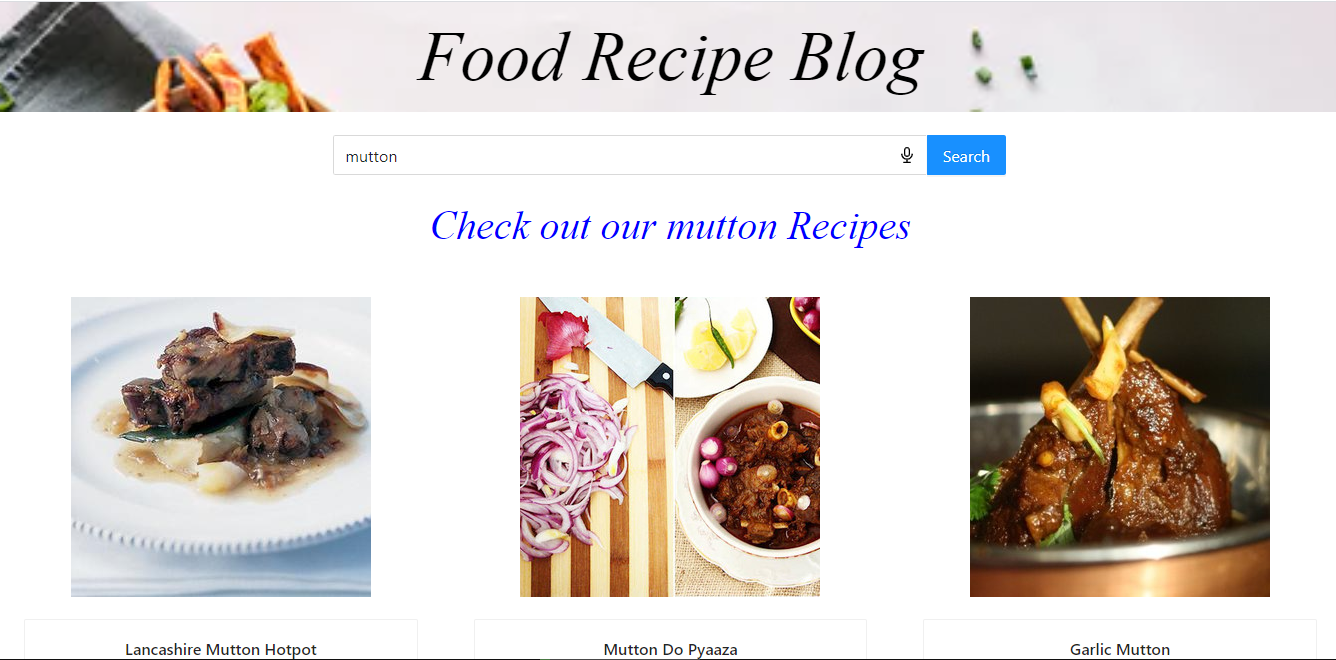 Food Recipe Blog
mutton
Search
Check out our mutton Recipes
Lancashire Mutton Hotpot
Mutton Do Pyaaza
Garlic Mutton